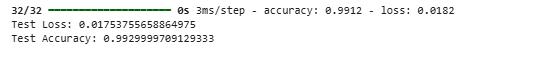 32/32 ━━━━━━━━━━━━━━━━━━━━ 0s 3ms/step - accuracy: 0.9912 - loss: 0.0182
Test Loss: 0.01753755658864975
Test Accuracy: 0.9929999709129333